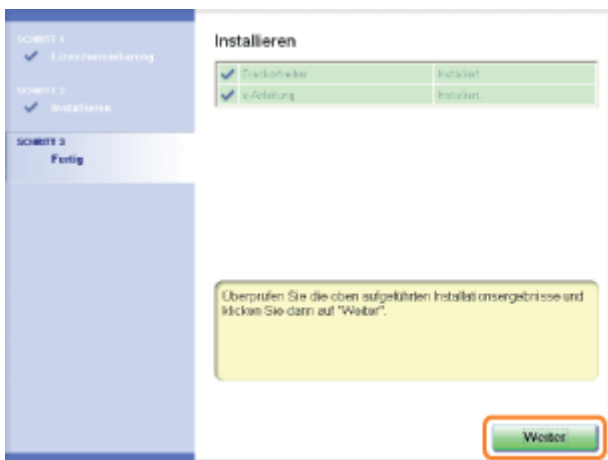 SCHRITT 1
Lizenzvereinbarung
SCHRITT 2
Installieren
SCHRITT 3
Fertig
Installieren
Druckertreiber Installiert
e-Anleitung Installiert
Überprüfen Sie die oben aufgeführten Installationsergebnisse und
klicken Sie dann auf "Weiter".
Weiter